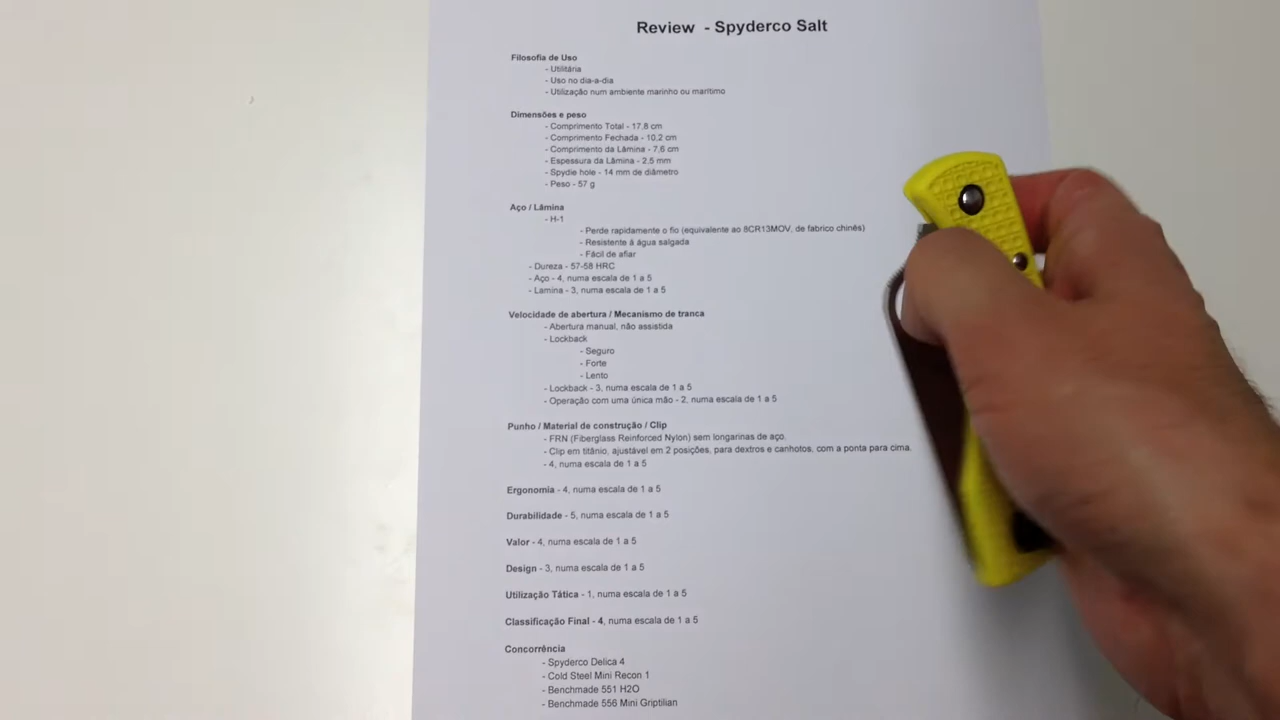 Review - Spyderco Salt
Filosofia de Uso
- Utilitária
- Uso no dia-a-dia
- Utilização num ambiente marinho ou marítimo
Dimensões e peso
- Comprimento Total - 17,8 cm
- Comprimento Fechada - 10,2 cm
- Comprimento da Lâmina - 7,6 cm
- Espessura da Lâmina - 2,5 mm
- Spydie hole - 14 mm de diâmetro
- Peso - 57 g
Aço / Lâmina
- H-1
- Perde rapidamente o fio (equivalente ao 8CR13MOV, de fabrico chinês)
- Resistente à água salgada
- Fácil de afiar
- Dureza - 57-58 HRC
- Aço - 4, numa escala de 1 a 5
- Lamina - 3, numa escala de 1 a 5
Velocidade de abertura / Mecanismo de tranca
- Abertura manual, não assistida
- Lockback
- Seguro
- Forte
- Lento
- Lockback - 3, numa escala de 1 a 5
- Operação com uma única mão - 2, numa escala de 1 a 5
Punho / Material de construção / Clip
- FRN (Fiberglass Reinforced Nylon) sem longarinas de aço.
- Clip em titânio, ajustável em 2 posições, para dextros e canhotos, com a ponta para cima.
- 4, numa escala de 1 a 5
Ergonomia - 4, numa escala de 1 a 5
Durabilidade - 5, numa escala de 1 a 5
Valor - 4, numa escala de 1 a 5
Design - 3, numa escala de 1 a 5
Utilização Tática - 1, numa escala de 1 a 5
Classificação Final - 4, numa escala de 1 a 5
Concorrência
- Spyderco Delica 4
- Cold Steel Mini Recon 1
- Benchmade 551 H2O
- Benchmade 556 Mini Griptilian